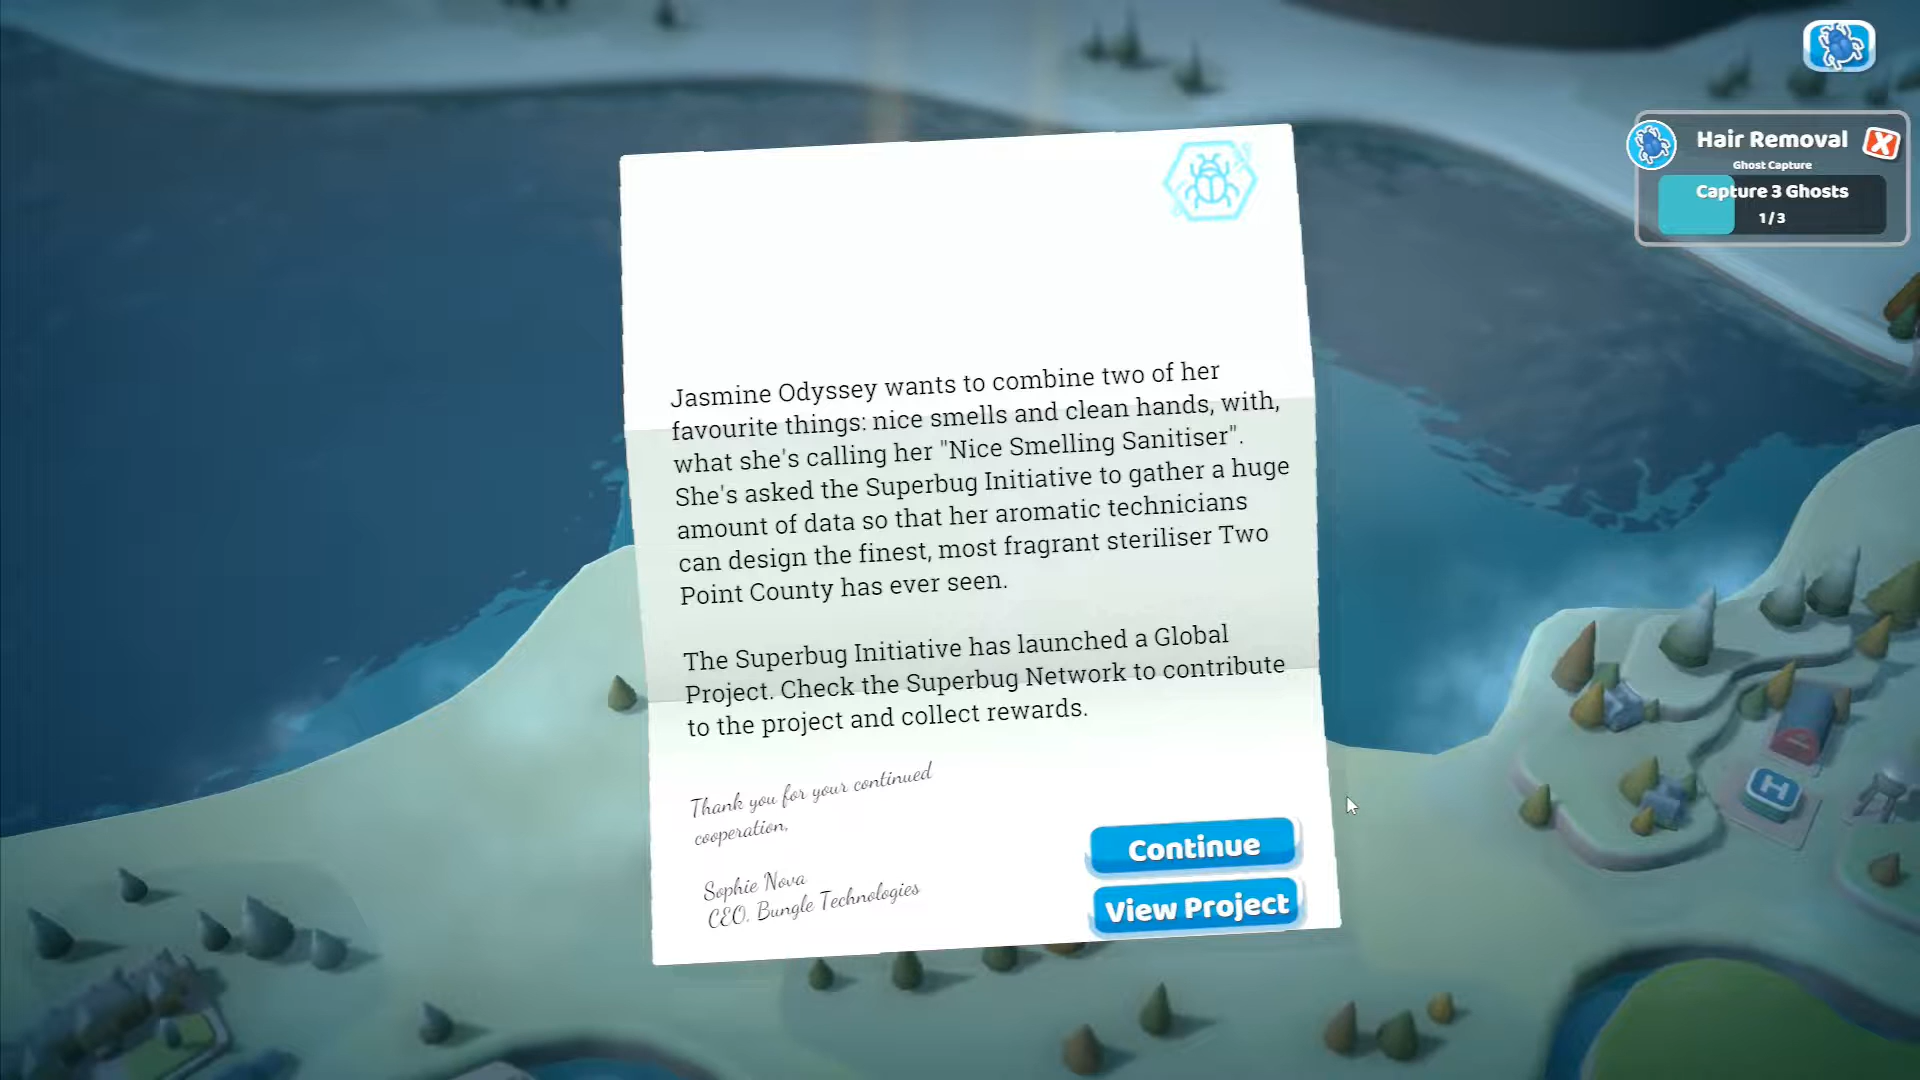 Hair Removal
Ghost Capture
Capture 3 Ghosts
1/3
Jasmine Odyssey wants to combine two of her
favourite things: nice smells and clean hands, with,
what she's calling her "Nice Smelling Sanitiser".
She's asked the Superbug Initiative to gather a huge
amount of data so that her aromatic technicians
can design the finest, most fragrant steriliser Two
Point County has ever seen.
The Superbug Initiative has launched a Global
Project. Check the Superbug Network to contribute
to the project and collect rewards.
Thank you for your continued
cooperation,
Sophie Nova
CEO, Bungle Technologies
Continue
View Project
H